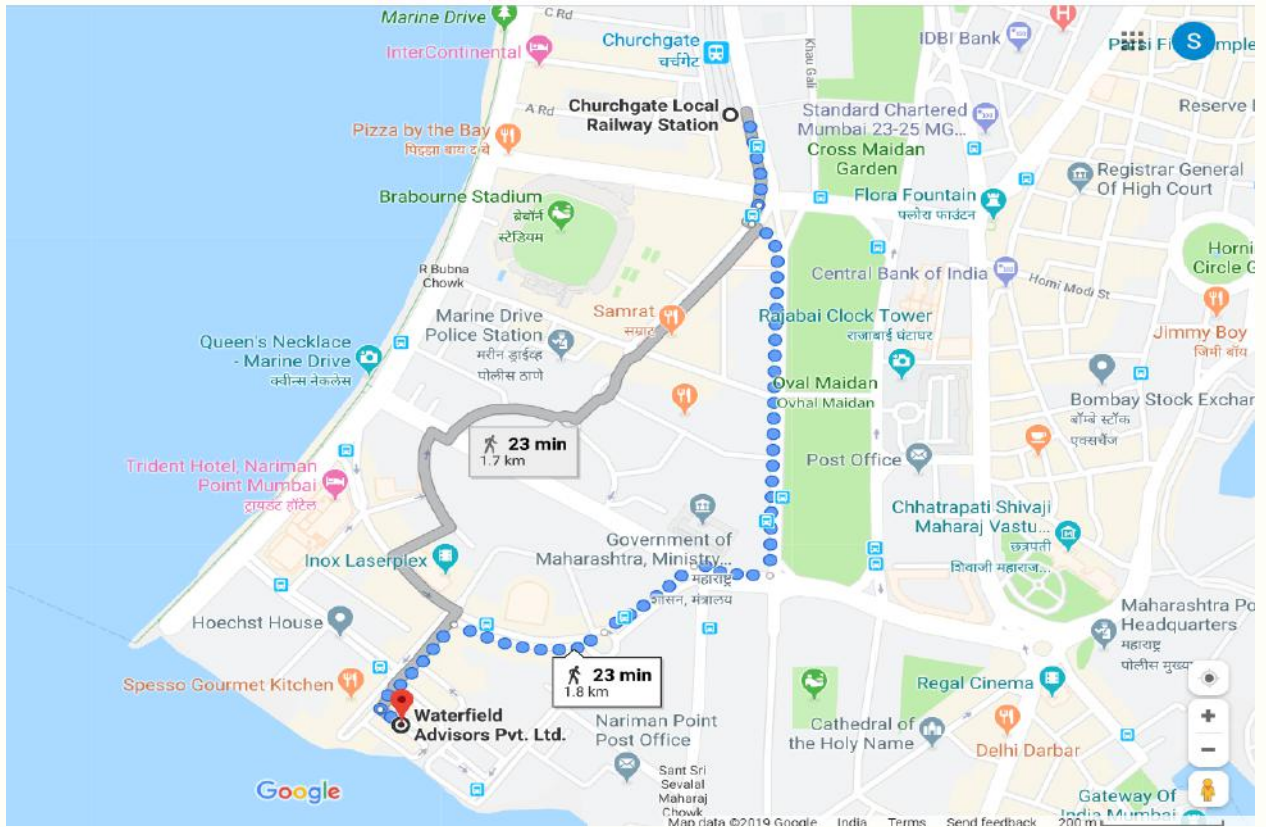 Marine Drive
C Rd
InterContinental
Churchgate
चर्चगेट
Khau Gali
IDBI Bank
S
Churchgate Local
Railway Station
A Rd
Standard Chartered
Mumbai 23-25 MG...
Reserve
Pizza by the Bay
Cross Maidan
Garden
Registrar General
Of High Court
Brabourne Stadium
ब्रेबॉर्न
स्टेडियम
Flora Fountain
फ्लोरा फाउंटन
R Bubna
Chowk
Central Bank of India
Homi Modi St
Horni
Circle G
Samrat
सम्राट
Marine Drive
Police Station
मरीन ड्राईव्ह
पोलीस ठाणे
Rajabai Clock Tower
राजाबाई घंटाघर
Jimmy Boy
जिमी बॉय
Queen's Necklace
- Marine Drive
क्वीन्स नेकलेस
Oval Maidan
Ovhal Maidan
Bombay Stock Exchar
बॉम्बे स्टॉक
एक्सचेंज
23 min
1.7 km
Post Office
Trident Hotel, Nariman
Point Mumbai
ट्रायडंट हॉटेल
Chhatrapati Shivaji
Maharaj Vastu...
छत्रपती
शिवाजी महाराज...
Government of
Maharashtra, Ministry...
महाराष्ट्र
शासन, मंत्रालय
Inox Laserplex
Hoechst House
Maharashtra Po
Headquarters
महाराष्ट्र
पोलीस मुख्य
23 min
1.8 km
Spesso Gourmet Kitchen
Regal Cinema
Waterfield
Advisors Pvt. Ltd.
Nariman Point
Post Office
Cathedral of
the Holy Name
Delhi Darbar
Sant Sri
Sevalal
Maharaj
Chowk
Google
Gateway Of
India Mumbai
Map data ©2019 Google India Terms Send feedback 200 m